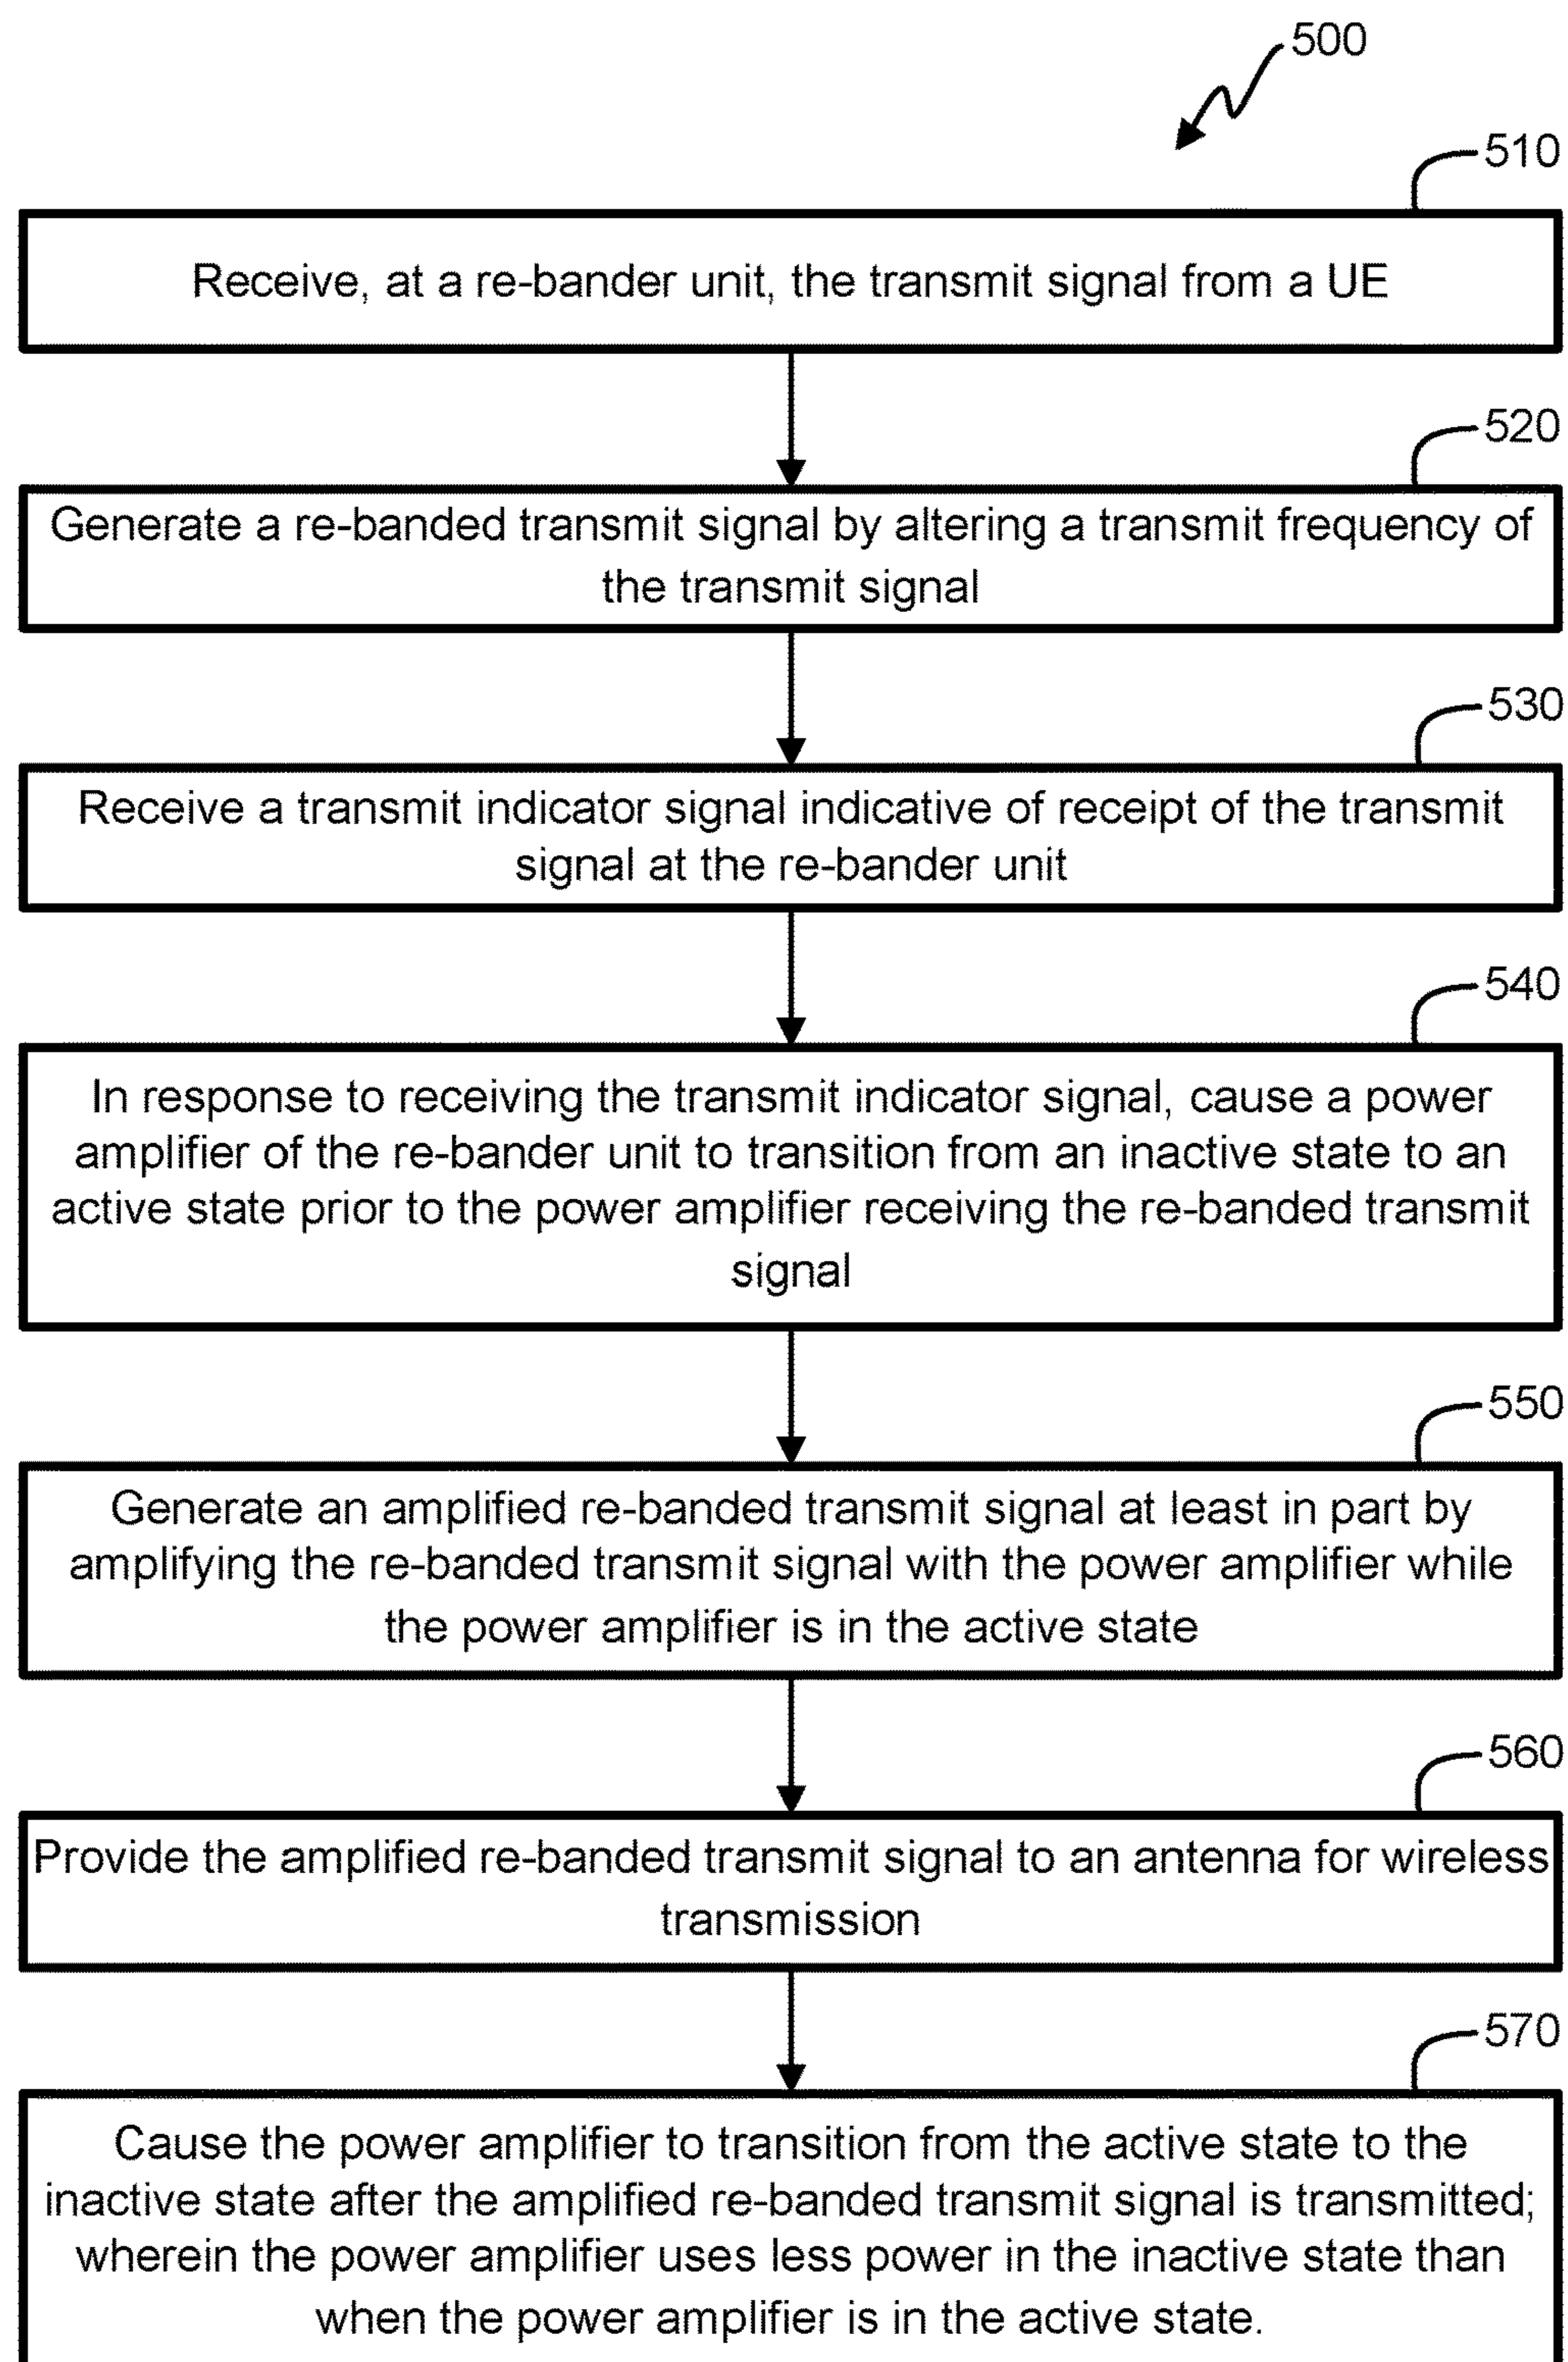 500
510
Receive, at a re-bander unit, the transmit signal from a UE
520
Generate a re-banded transmit signal by altering a transmit frequency of
the transmit signal
530
Receive a transmit indicator signal indicative of receipt of the transmit
signal at the re-bander unit
540
In response to receiving the transmit indicator signal, cause a power
amplifier of the re-bander unit to transition from an inactive state to an
active state prior to the power amplifier receiving the re-banded transmit
signal
550
Generate an amplified re-banded transmit signal at least in part by
amplifying the re-banded transmit signal with the power amplifier while
the power amplifier is in the active state
560
Provide the amplified re-banded transmit signal to an antenna for wireless
transmission
570
Cause the power amplifier to transition from the active state to the
inactive state after the amplified re-banded transmit signal is transmitted;
wherein the power amplifier uses less power in the inactive state than
when the power amplifier is in the active state.